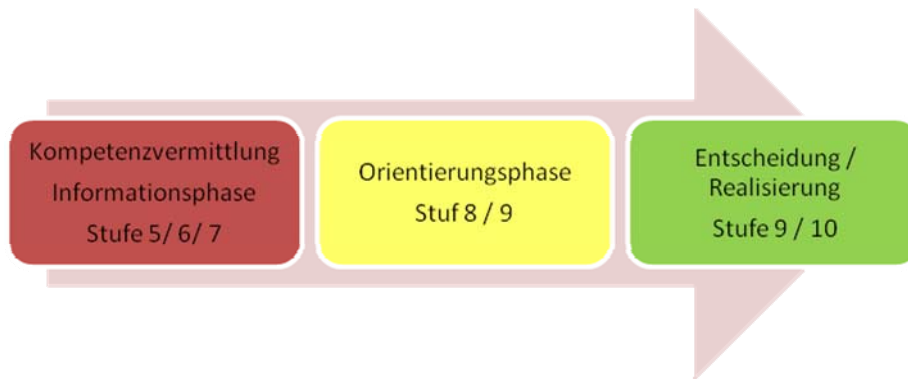 Kompetenzvermittlung
Informationsphase
Stufe 5/ 6/ 7
Orientierungsphase
Stuf 8 / 9
Entscheidung /
Realisierung
Stufe 9 / 10